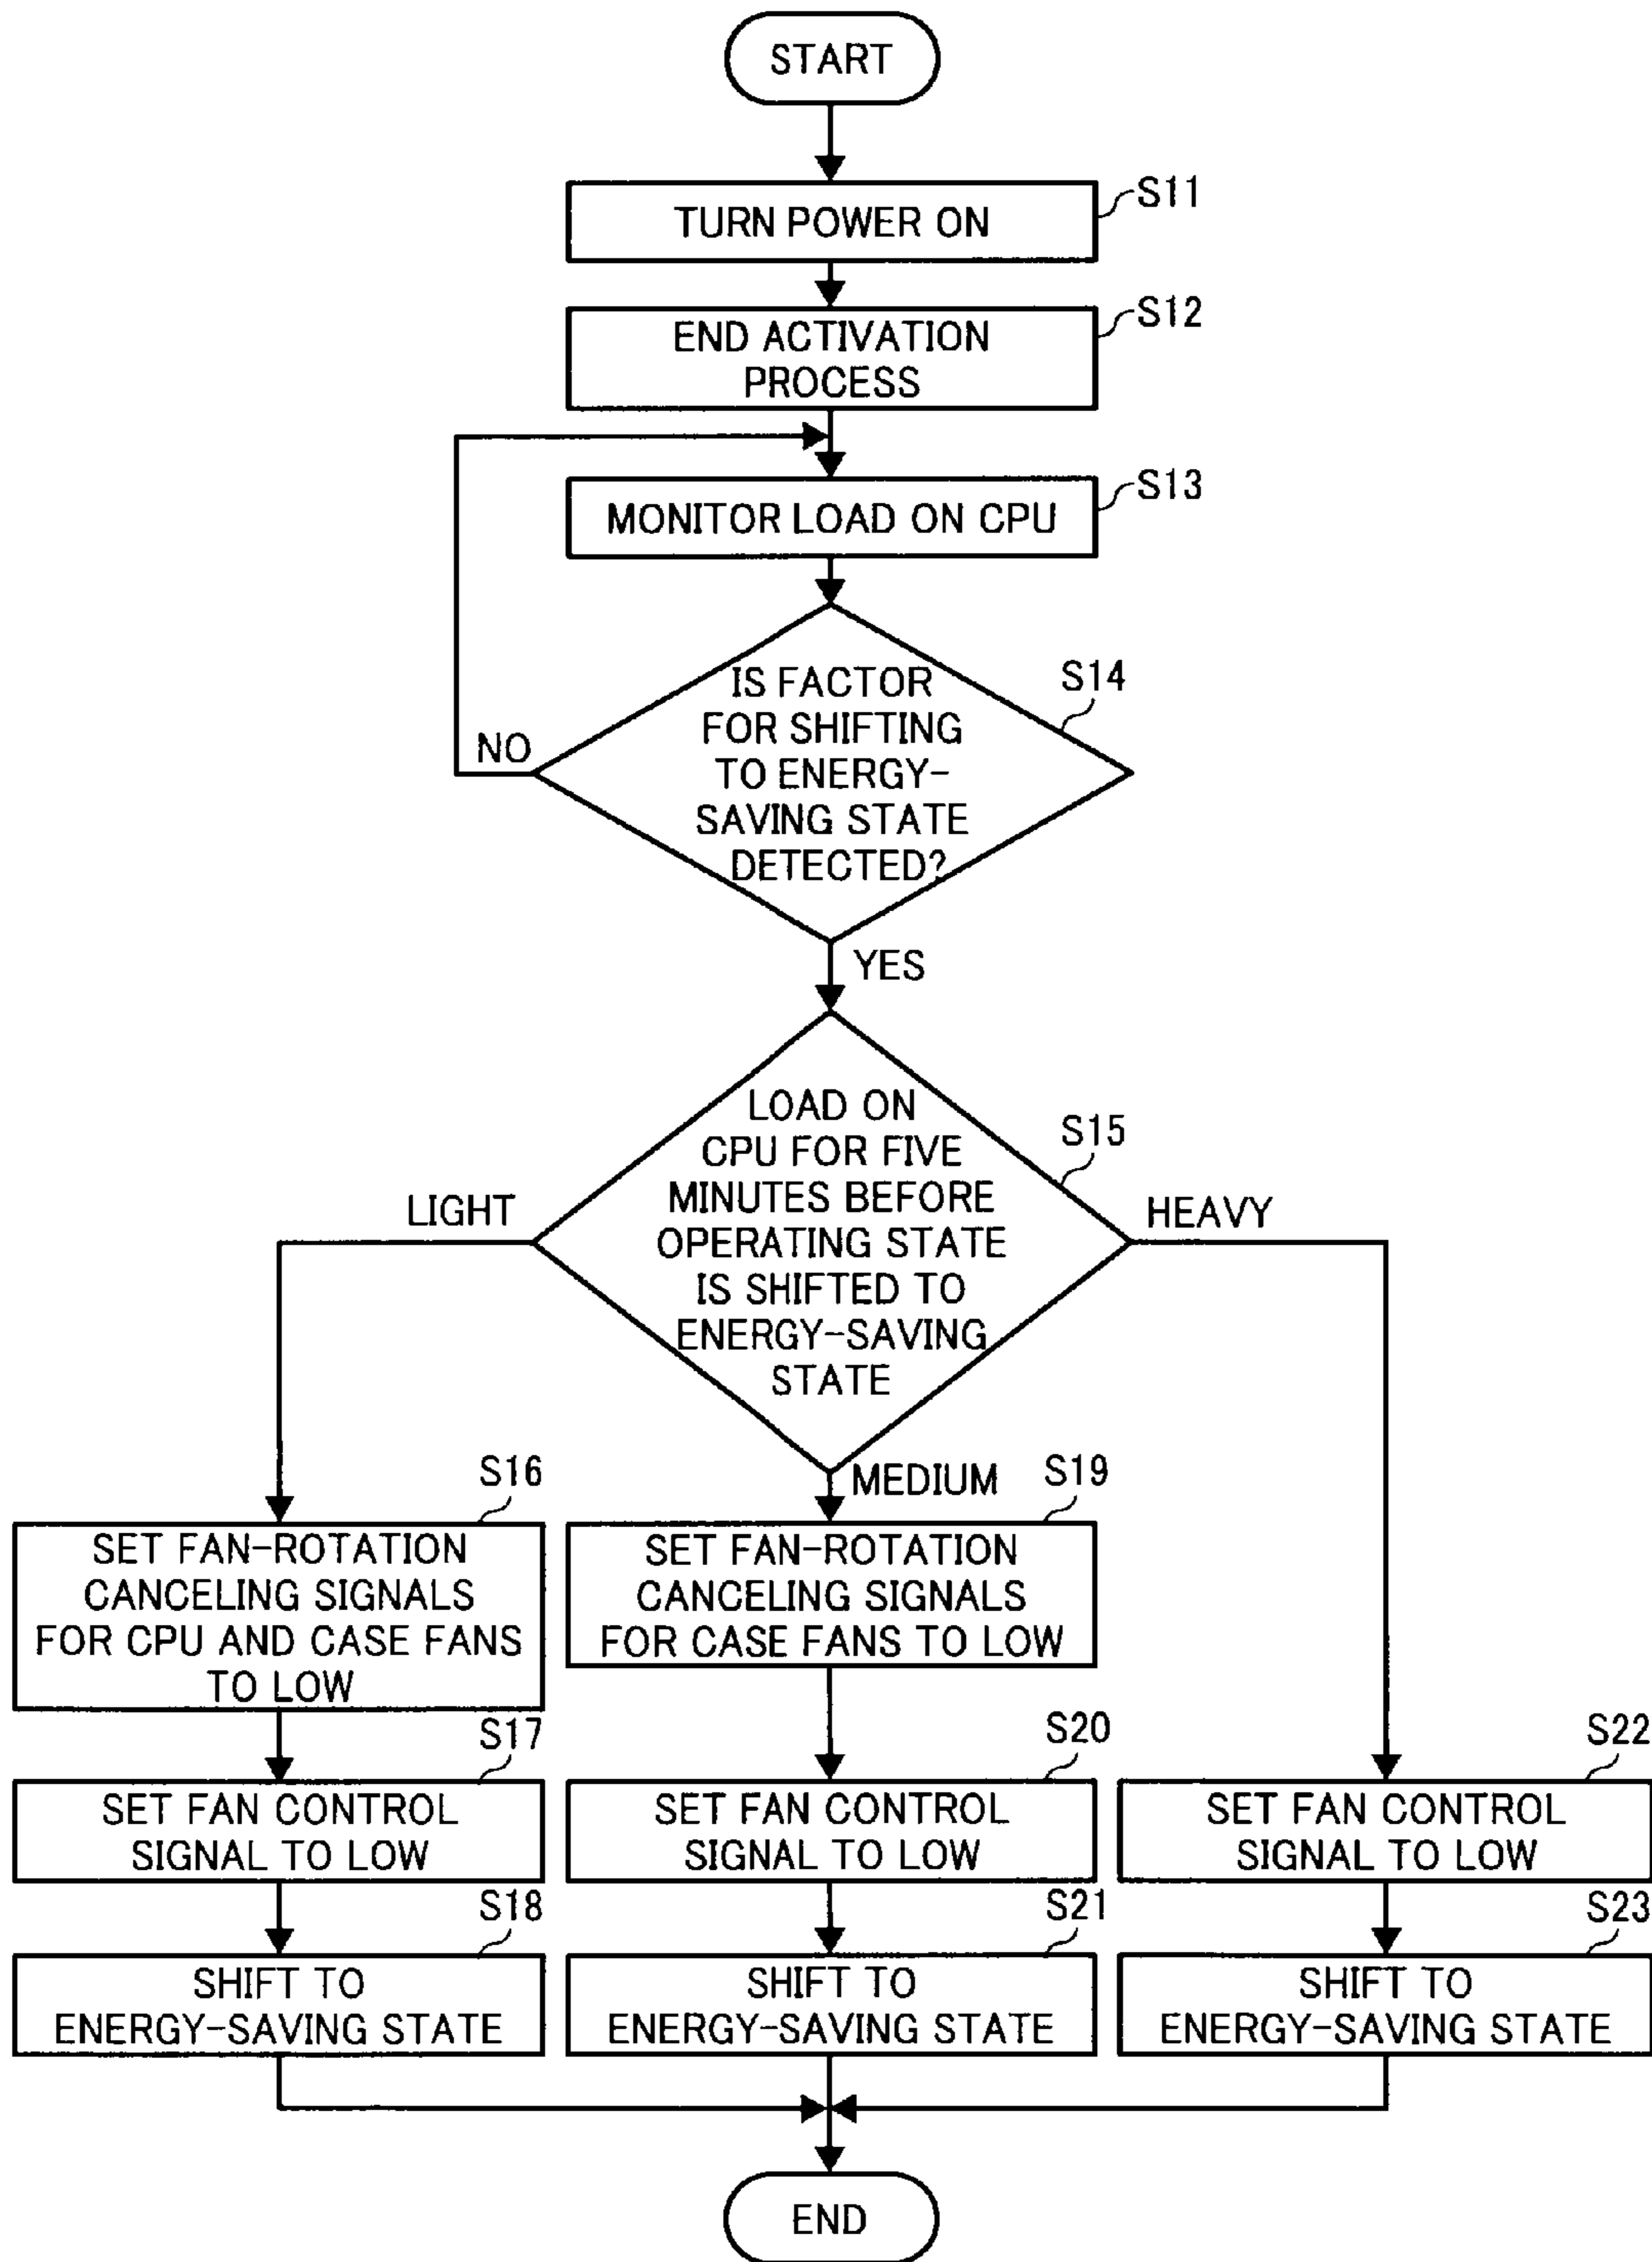 START
TURN POWER ON
S11
END ACTIVATION
PROCESS
S12
MONITOR LOAD ON CPU
S13
IS FACTOR
FOR SHIFTING
TO ENERGY-
SAVING STATE
DETECTED?
S14
NO
YES
LOAD ON
CPU FOR FIVE
MINUTES BEFORE
OPERATING STATE
IS SHIFTED TO
ENERGY-SAVING
STATE
S15
LIGHT
HEAVY
MEDIUM
S16
SET FAN-ROTATION
CANCELING SIGNALS
FOR CPU AND CASE FANS
TO LOW
S19
SET FAN-ROTATION
CANCELING SIGNALS
FOR CASE FANS TO LOW
S17
SET FAN CONTROL
SIGNAL TO LOW
S20
SET FAN CONTROL
SIGNAL TO LOW
S22
SET FAN CONTROL
SIGNAL TO LOW
S18
SHIFT TO
ENERGY-SAVING STATE
S21
SHIFT TO
ENERGY-SAVING STATE
S23
SHIFT TO
ENERGY-SAVING STATE
END